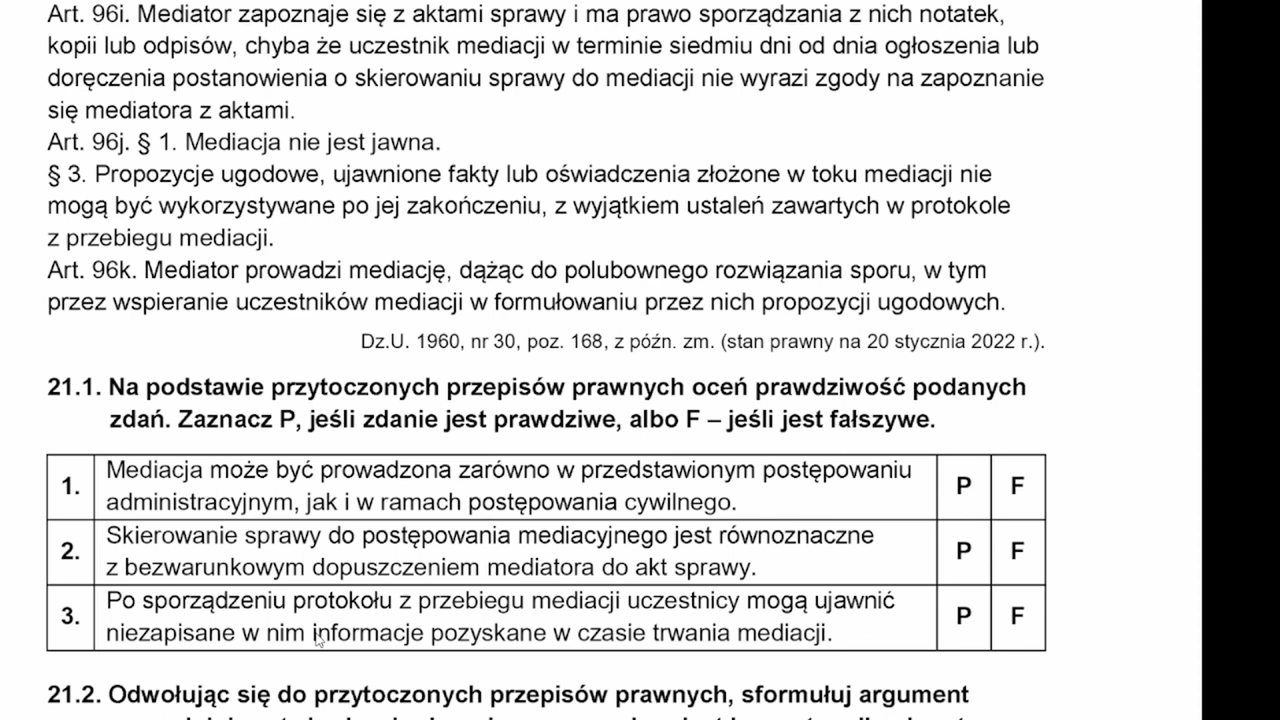 Art. 96i. Mediator zapoznaje się z aktami sprawy i ma prawo sporządzania z nich notatek,
kopii lub odpisów, chyba że uczestnik mediacji w terminie siedmiu dni od dnia ogłoszenia lub
doręczenia postanowienia o skierowaniu sprawy do mediacji nie wyrazi zgody na zapoznanie
się mediatora z aktami.
Art. 96j. § 1. Mediacja nie jest jawna.
§ 3. Propozycje ugodowe, ujawnione fakty lub oświadczenia złożone w toku mediacji nie
mogą być wykorzystywane po jej zakończeniu, z wyjątkiem ustaleń zawartych w protokole
z przebiegu mediacji.
Art. 96k. Mediator prowadzi mediację, dążąc do polubownego rozwiązania sporu, w tym
przez wspieranie uczestników mediacji w formułowaniu przez nich propozycji ugodowych.
Dz.U. 1960, nr 30, poz. 168, z późn. zm. (stan prawny na 20 stycznia 2022 r.).
21.1. Na podstawie przytoczonych przepisów prawnych oceń prawdziwość podanych
zdań. Zaznacz P, jeśli zdanie jest prawdziwe, albo F – jeśli jest fałszywe.
1. Mediacja może być prowadzona zarówno w przedstawionym postępowaniu
administracyjnym, jak i w ramach postępowania cywilnego. P F
2. Skierowanie sprawy do postępowania mediacyjnego jest równoznaczne
z bezwarunkowym dopuszczeniem mediatora do akt sprawy. P F
3. Po sporządzeniu protokołu z przebiegu mediacji uczestnicy mogą ujawnić
niezapisane w nim informacje pozyskane w czasie trwania mediacji. P F
21.2. Odwołując się do przytoczonych przepisów prawnych, sformułuj argument